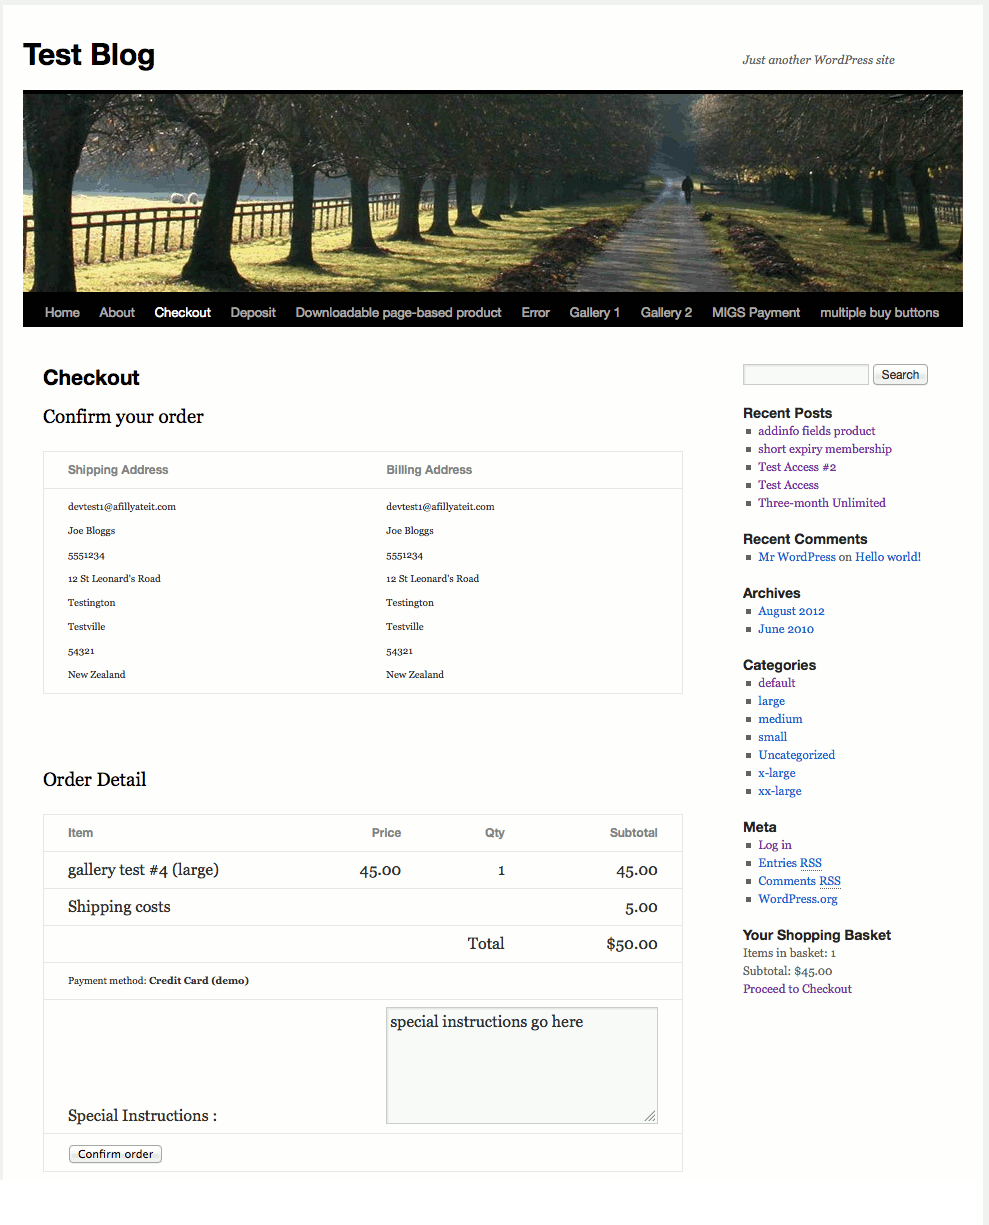 Test Blog
Just another WordPress site
Home About Checkout Deposit Downloadable page-based product Error Gallery 1 Gallery 2 MIGS Payment multiple buy buttons
Checkout
Confirm your order
Shipping Address Billing Address
devtest1@afillyateit.com devtest1@afillyateit.com
Joe Bloggs Joe Bloggs
5551234 5551234
12 St Leonard's Road 12 St Leonard's Road
Testington Testington
Testville Testville
54321 54321
New Zealand New Zealand
Order Detail
Item Price Qty Subtotal
gallery test #4 (large) 45.00 1 45.00
Shipping costs 5.00
Total $50.00
Payment method: Credit Card (demo)
special instructions go here
Special Instructions :
Confirm order
Search
Recent Posts
addinfo fields product
short expiry membership
Test Access #2
Test Access
Three-month Unlimited
Recent Comments
Mr WordPress on Hello world!
Archives
August 2012
June 2010
Categories
default
large
medium
small
Uncategorized
x-large
xx-large
Meta
Log in
Entries RSS
Comments RSS
WordPress.org
Your Shopping Basket
Items in basket: 1
Subtotal: $45.00
Proceed to Checkout